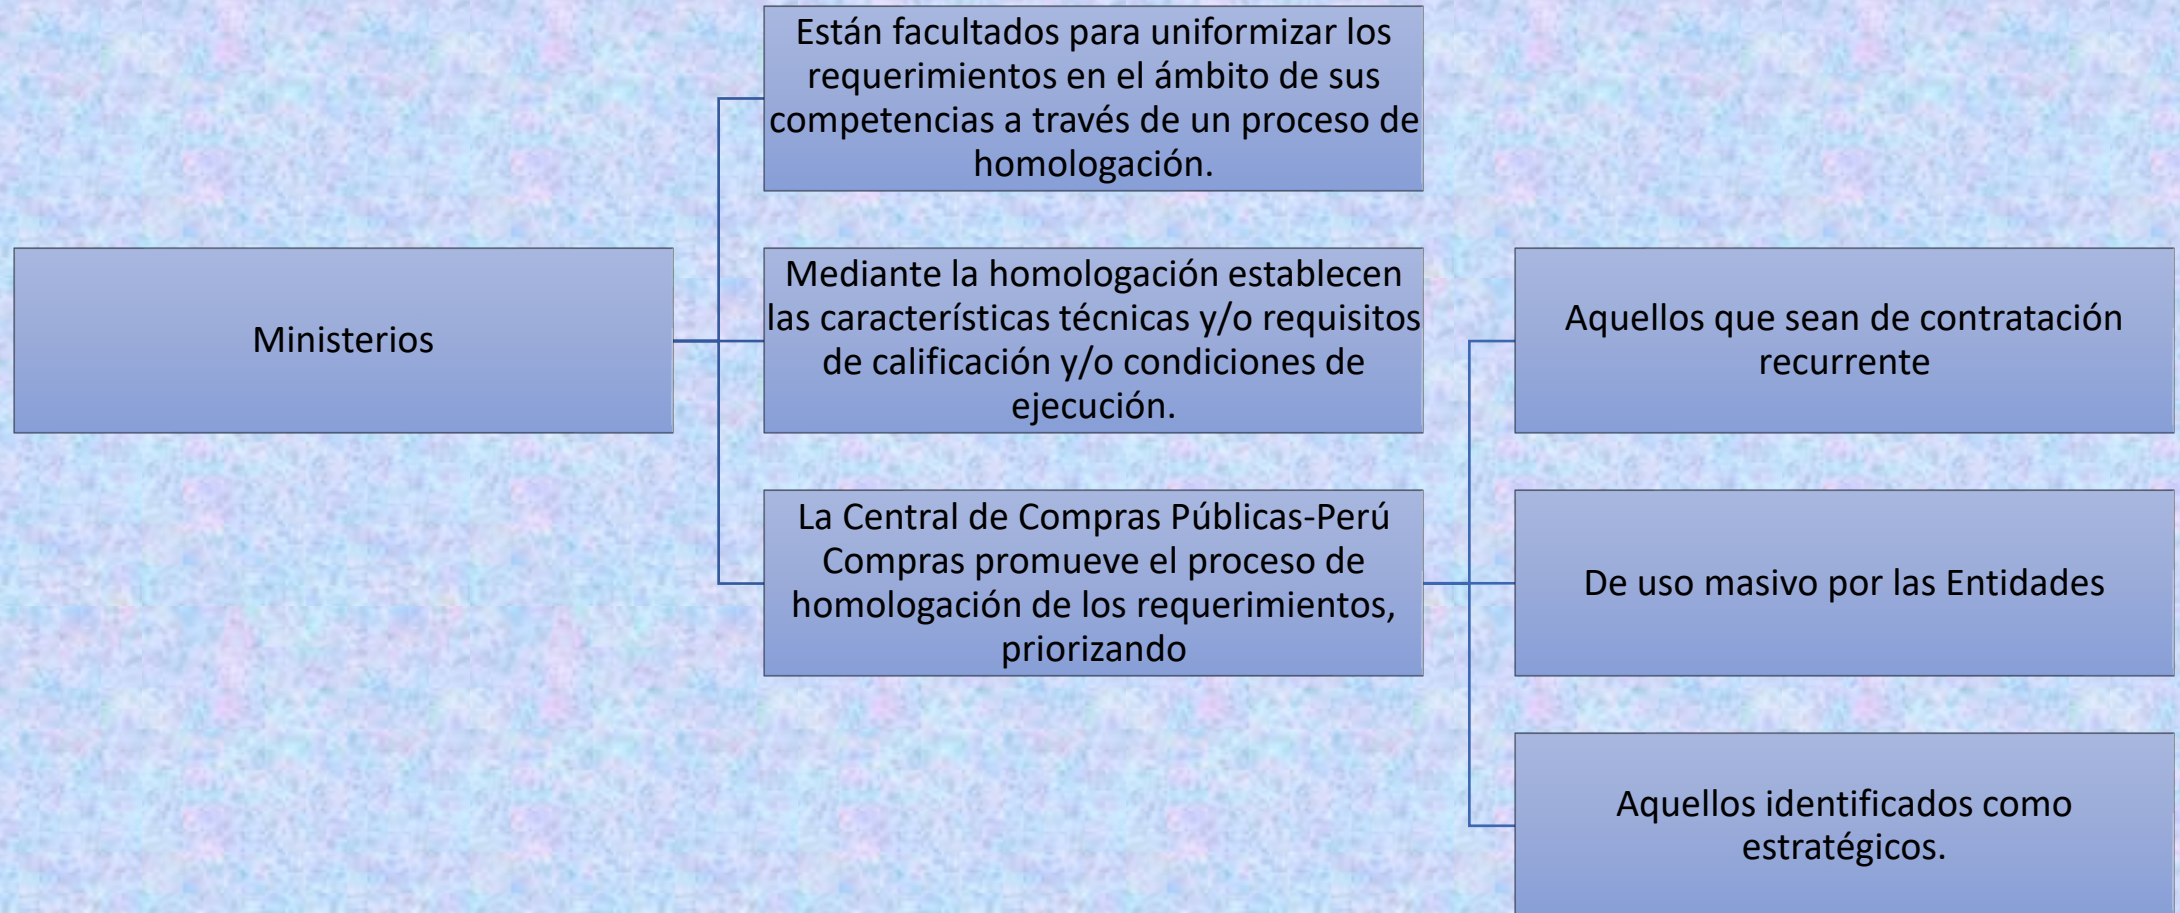 Ministerios
Están facultados para uniformizar los
requerimientos en el ámbito de sus
competencias a través de un proceso de
homologación.
Mediante la homologación establecen
las características técnicas y/o requisitos
de calificación y/o condiciones de
ejecución.
La Central de Compras Públicas-Perú
Compras promueve el proceso de
homologación de los requerimientos,
priorizando
Aquellos que sean de contratación
recurrente
De uso masivo por las Entidades
Aquellos identificados como
estratégicos.